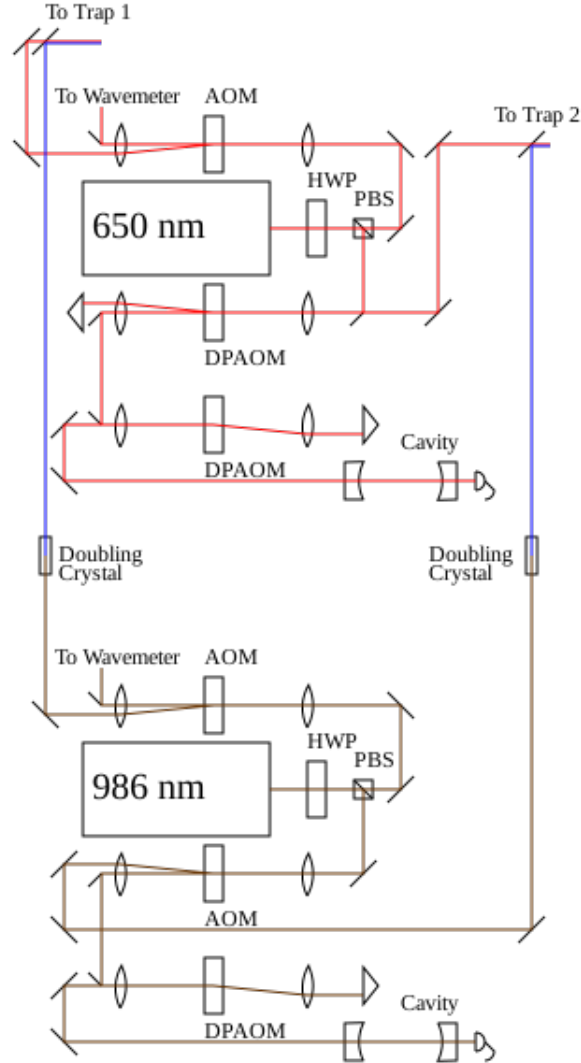 To Trap 1
To Wavemeter
AOM
To Trap 2
HWP
PBS
650 nm
DPAOM
Cavity
DPAOM
Doubling
Crystal
Doubling
Crystal
To Wavemeter
AOM
HWP
PBS
986 nm
AOM
Cavity
DPAOM